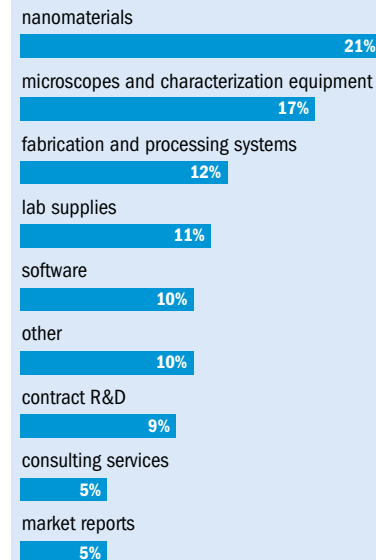 nanomaterials
21%
microscopes and characterization equipment
17%
fabrication and processing systems
12%
lab supplies
11%
software
10%
other
10%
contract R&D
9%
consulting services
5%
market reports
5%